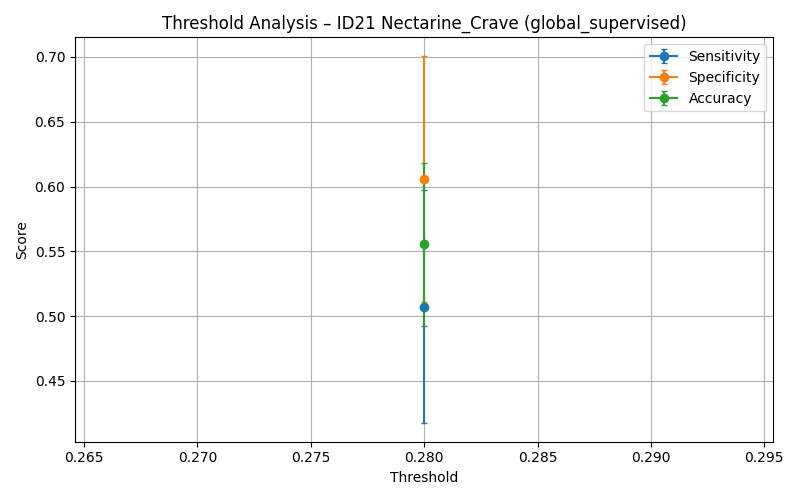 Threshold Analysis – ID21 Nectarine_Crave (global_supervised)
Sensitivity
Specificity
Accuracy
Score
0.70
0.65
0.60
0.55
0.50
0.45
0.265 0.270 0.275 0.280 0.285 0.290 0.295
Threshold